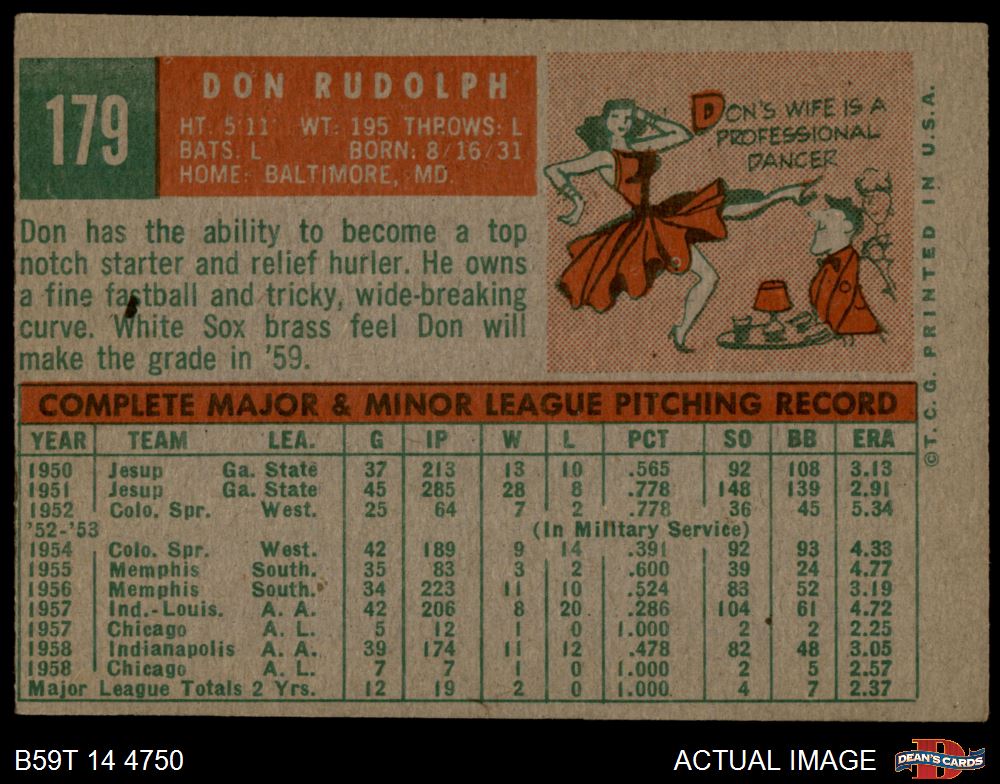 179
DON RUDOLPH
HT: 5'11" WT: 195 THROWS: L
BATS. L BORN: 8/16/31
HOME: BALTIMORE, MD.
DON'S WIFE IS A
PROFESSIONAL
DANCER
Don has the ability to become a top
notch starter and relief hurler. He owns
a fine fastball and tricky, wide-breaking
curve. White Sox brass feel Don will
make the grade in '59.
COMPLETE MAJOR & MINOR LEAGUE PITCHING RECORD
YEAR TEAM LEA. G IP W L PCT SO BB ERA
1950 Jesup Ga. State 37 213 13 10 .565 92 108 3.13
1951 Jesup Ga. State 45 285 28 8 .778 148 139 2.91
1952 Colo. Spr. West. 25 64 7 2 .778 36 45 5.34
'52-'53 (In Military Service)
1954 Colo. Spr. West. 42 189 9 14 .391 92 93 4.33
1955 Memphis South. 35 83 3 2 .600 39 24 4.77
1956 Memphis South. 34 223 11 10 .524 83 52 3.19
1957 Ind.-Louis. A. A. 42 206 8 20 .286 104 61 4.72
1957 Chicago A. L. 5 12 1 0 1.000 2 2 2.25
1958 Indianapolis A. A. 39 174 11 12 .478 82 48 3.05
1958 Chicago A. L. 7 7 1 0 1.000 2 5 2.57
Major League Totals 2 Yrs. 12 19 2 0 1.000 4 7 2.37
© T. C. G. PRINTED IN U.S.A.
B59T 14 4750
ACTUAL IMAGE
D
DEAN'S CARDS